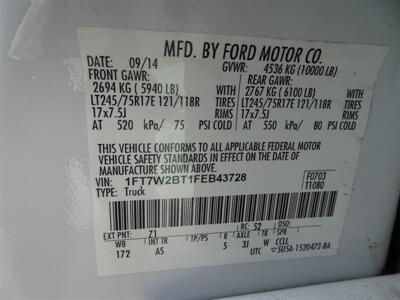 MFD. BY FORD MOTOR CO.
DATE: 09/14 GVWR: 4536 KG (10000 LB)
FRONT GAWR: REAR GAWR:
2694 KG ( 5940 LB) 2767 KG ( 6100 LB)
LT245/75R17E 121/118R TIRES LT245/75R17E 121/118R TIRES
17x7.5J RIMS 17x7.5J RIMS
AT 520 kPa/ 75 PSI COLD AT 550 kPa/ 80 PSI COLD
THIS VEHICLE CONFORMS TO ALL APPLICABLE FEDERAL
MOTOR VEHICLE SAFETY STANDARDS IN EFFECT ON THE DATE OF
MANUFACTURE SHOWN ABOVE.
VIN: 1FT7W2BT1FEB43728 F0703
TYPE: Truck T1080
EXT PNT: Z1 RC: 52 DSO:
WB INT TR TP/PS R AXLE TR SPR
172 AS 5 3J W CCLL
UTC 5U5A-1520472-BA